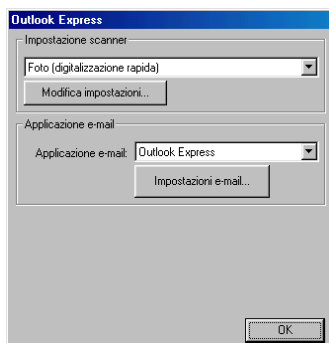 Outlook Express
Impostazione scanner
Foto (digitalizzazione rapida)
Modifica impostazioni...
Applicazione e-mail
Applicazione e-mail: Outlook Express
Impostazioni e-mail...
OK